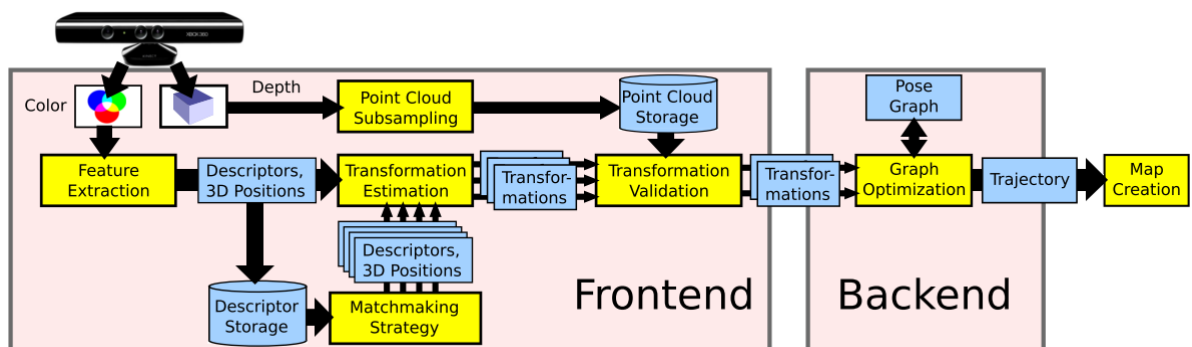 XBOX 360
Color
Depth
Point Cloud
Subsampling
Point Cloud
Storage
Pose
Graph
Feature
Extraction
Descriptors,
3D Positions
Transformation
Estimation
Transfor-
mations
Transformation
Validation
Transfor-
mations
Graph
Optimization
Trajectory
Map
Creation
Descriptors,
3D Positions
Descriptor
Storage
Matchmaking
Strategy
Frontend
Backend